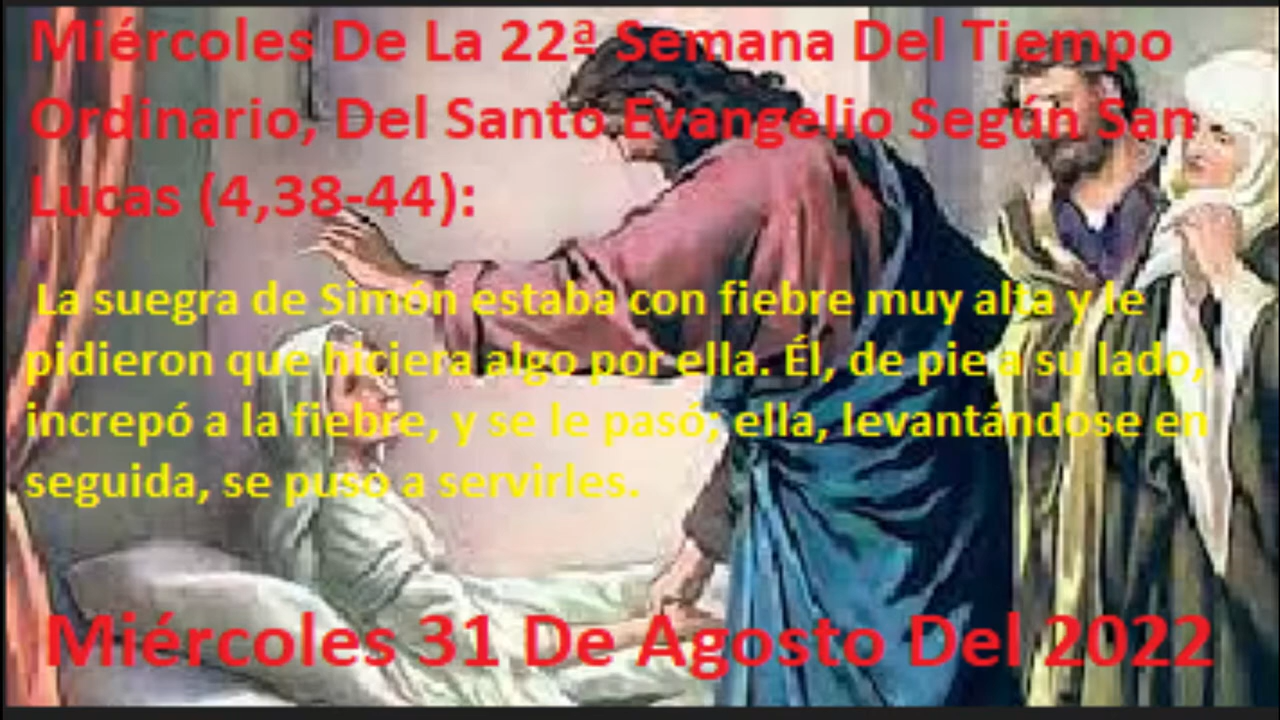 Miércoles De La 22ª Semana Del Tiempo
Ordinario, Del Santo Evangelio Según San
Lucas (4,38-44):
La suegra de Simón estaba con fiebre muy alta y le
pidieron que hiciera algo por ella. Él, de pie a su lado,
increpó a la fiebre, y se le pasó; ella, levantándose en
seguida, se puso a servirles.
Miércoles 31 De Agosto Del 2022